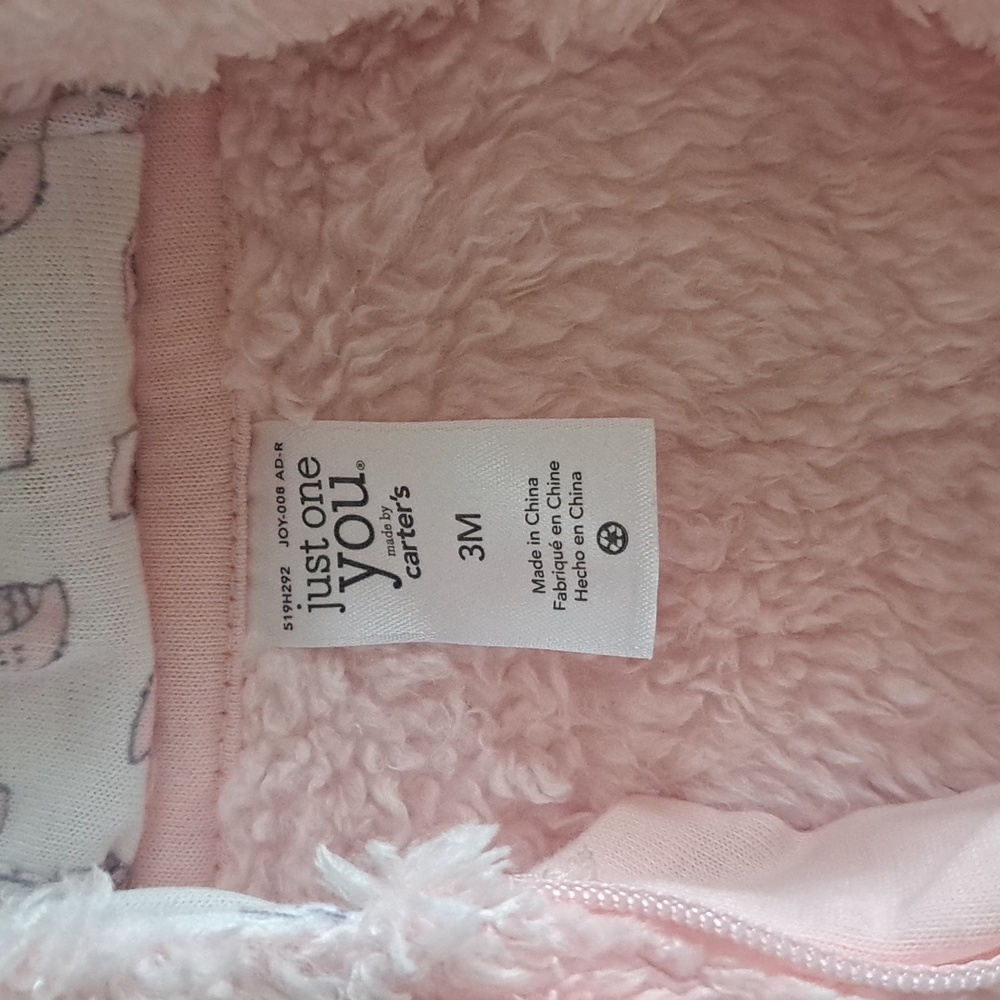 519H292 JOY-008 AD-R
just one
you®
made by
carter's
3M
Made in China
Fabriqué en Chine
Hecho en China